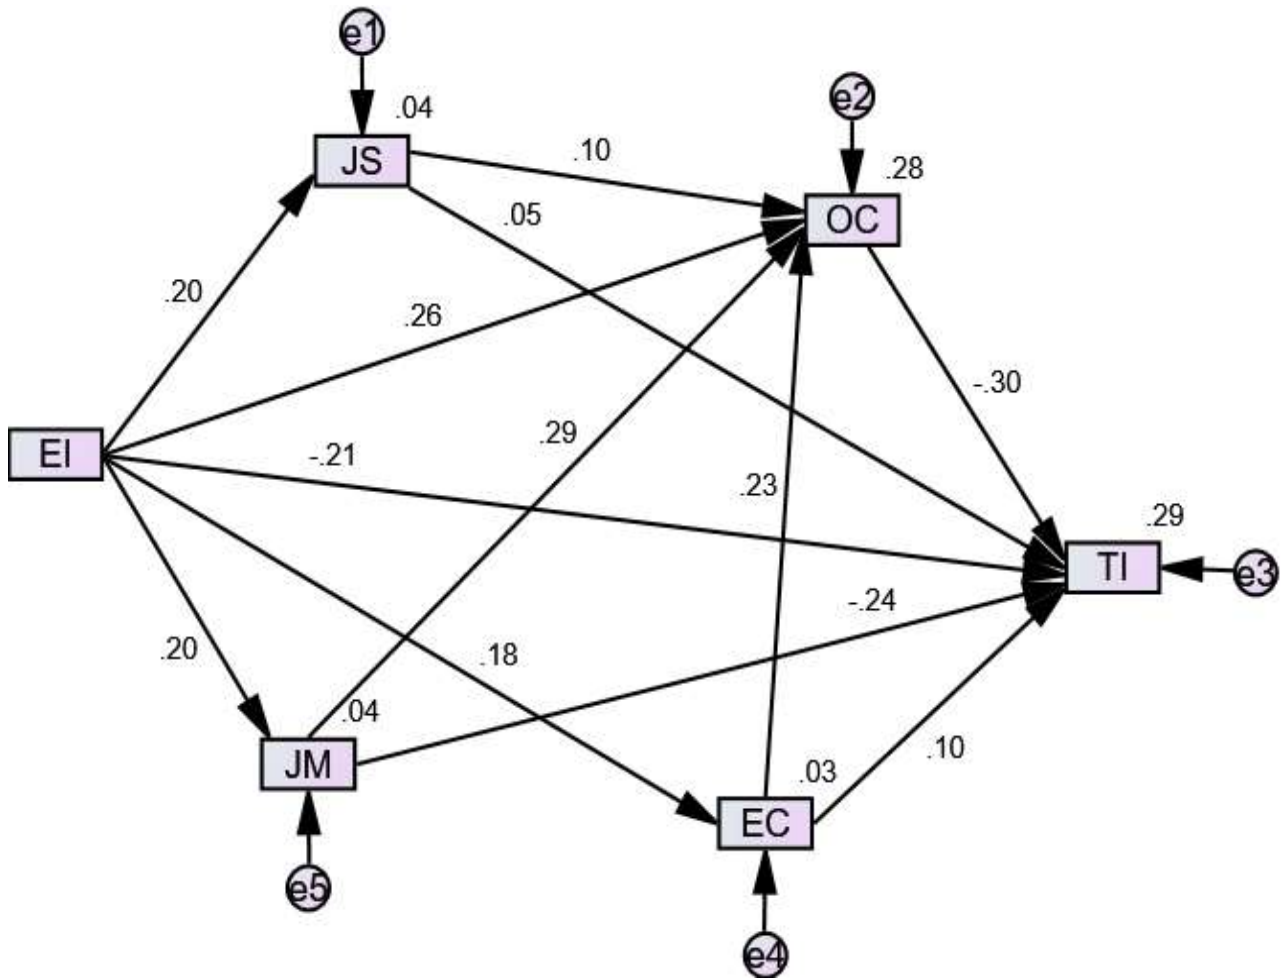 e1
.04
e2
JS
.10
.28
.05
OC
.20
.26
-.30
.29
-.21
EI
.23
.29
TI
e3
-.24
.20
.18
.04
.10
JM
.03
EC
e5
e4